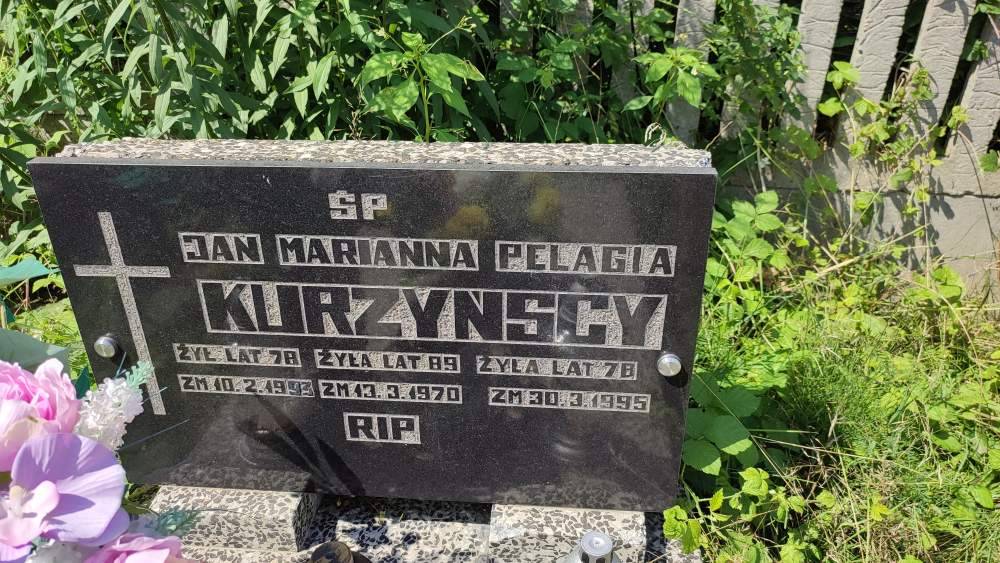 ŚP
JAN MARIANNA PELAGIA
KURZYNSCY
ŻYŁ LAT 78 ŻYŁA LAT 89 ŻYŁA LAT 78
ZM 10.2.1993 ZM 13.3.1970 ZM 30.3.1995
RIP